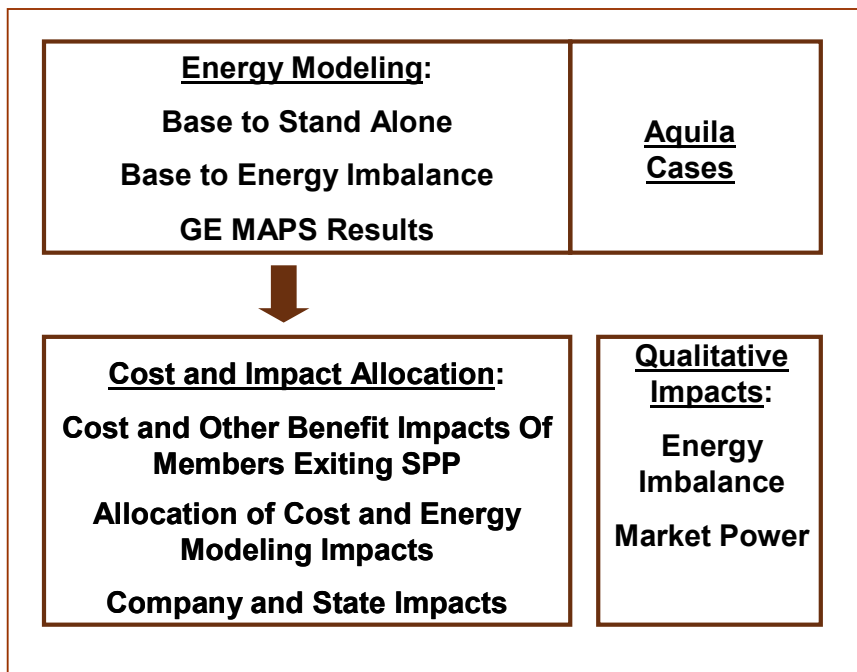 Energy Modeling:
Base to Stand Alone
Base to Energy Imbalance
GE MAPS Results
Aquila
Cases
Cost and Impact Allocation:
Cost and Other Benefit Impacts Of
Members Exiting SPP
Allocation of Cost and Energy
Modeling Impacts
Company and State Impacts
Qualitative
Impacts:
Energy
Imbalance
Market Power